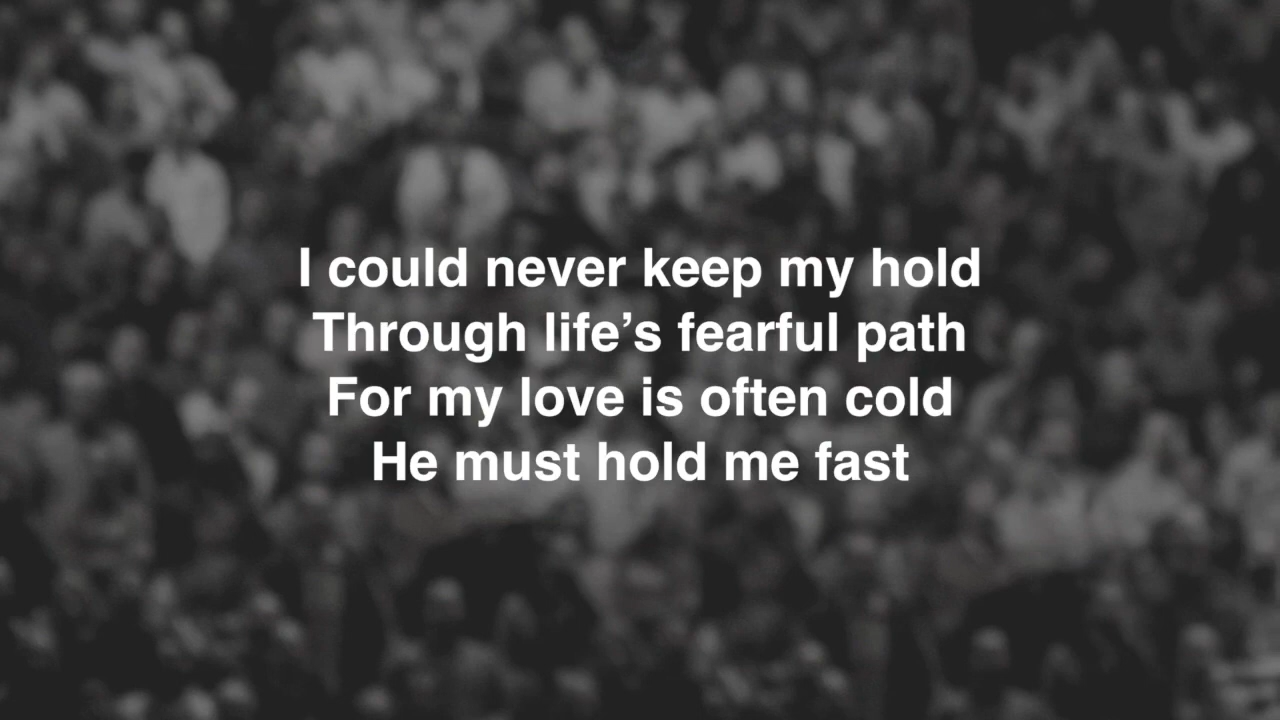 I could never keep my hold
Through life’s fearful path
For my love is often cold
He must hold me fast